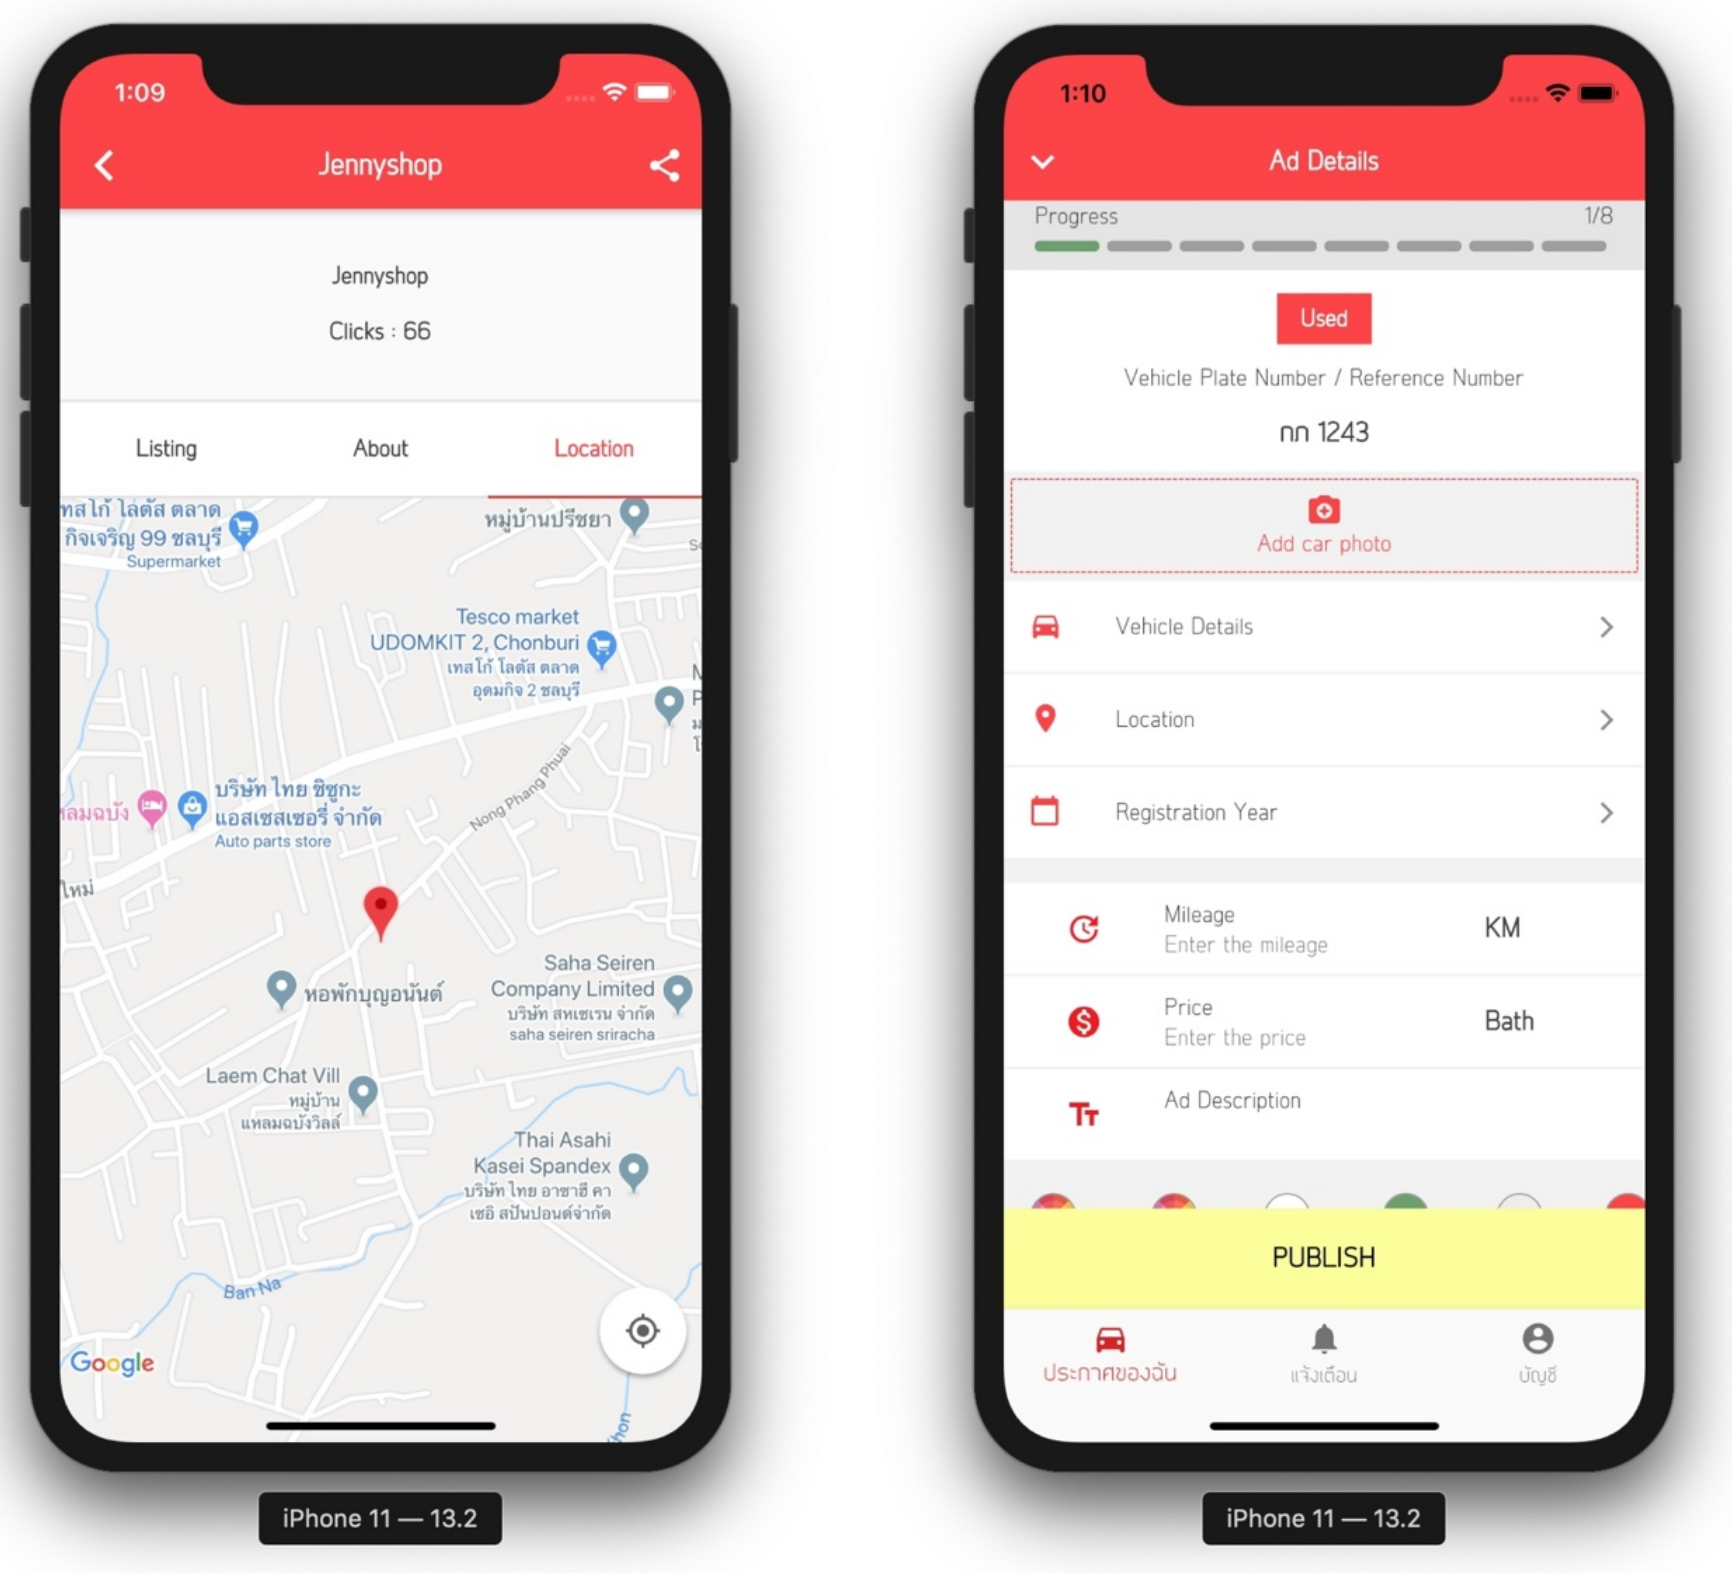 1:09
Jennyshop
Jennyshop
Clicks : 66
Listing
About
Location
ทสโก้ โลตัส ตลาด
กิจเจริญ 99 ชลบุรี
Supermarket
หมู่บ้านปรีชยา
Tesco market
UDOMKIT 2, Chonburi
เทสโก้ โลตัส ตลาด
อุดมกิจ 2 ชลบุรี
Nong Phang Phuai
บริษัท ไทย ชิซูกะ
แอสเซสเซอรี่ จำกัด
Auto parts store
หลมฉบัง
ใหม่
หอพักบุญอนันต์
Saha Seiren
Company Limited
บริษัท สหเซเรน จำกัด
saha seiren sriracha
Laem Chat Vill
หมู่บ้าน
แหลมฉบังวิลล์
Thai Asahi
Kasei Spandex
บริษัท ไทย อาซาฮี คา
เซอิ สปันปอนด์จำกัด
Ban Na
Google
iPhone 11 — 13.2
1:10
Ad Details
Progress
1/8
Used
Vehicle Plate Number / Reference Number
กก 1243
Add car photo
Vehicle Details
Location
Registration Year
Mileage
Enter the mileage
KM
Price
Enter the price
Bath
Ad Description
PUBLISH
ประกาศของฉัน
แจ้งเตือน
บัญชี
iPhone 11 — 13.2